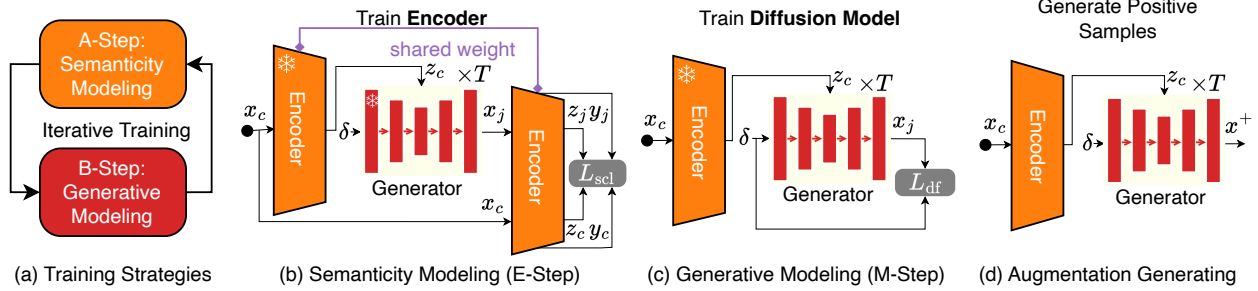 A-Step:
Semanticity
Modeling
Iterative Training
B-Step:
Generative
Modeling
(a) Training Strategies
Train Encoder
shared weight
x_c
Encoder
z_c ×T
δ
Generator
x_j
x_c
Encoder
z_j y_j
L_scl
z_c y_c
(b) Semanticity Modeling (E-Step)
Train Diffusion Model
x_c
Encoder
z_c ×T
δ
Generator
x_j
L_df
(c) Generative Modeling (M-Step)
Generate Positive
Samples
x_c
Encoder
z_c ×T
δ
Generator
x^+
(d) Augmentation Generating